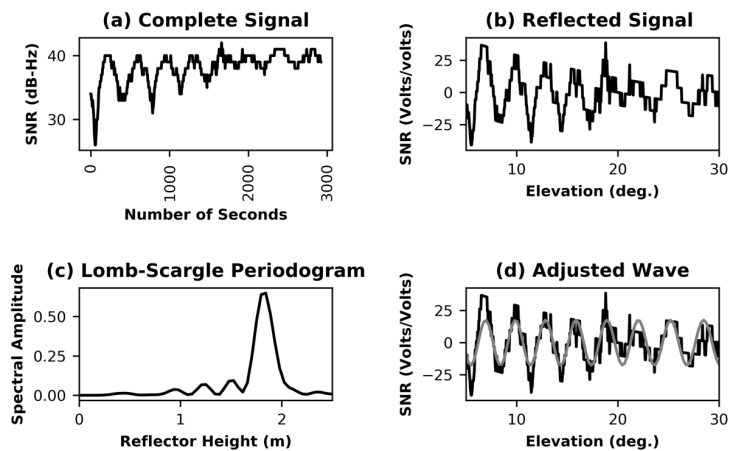 (a) Complete Signal
SNR (dB-Hz)
40
30
0
1000
2000
3000
Number of Seconds
(b) Reflected Signal
SNR (Volts/volts)
25
0
−25
10
20
30
Elevation (deg.)
(c) Lomb-Scargle Periodogram
Spectral Amplitude
0.50
0.25
0.00
0
1
2
Reflector Height (m)
(d) Adjusted Wave
SNR (Volts/Volts)
25
0
−25
10
20
30
Elevation (deg.)